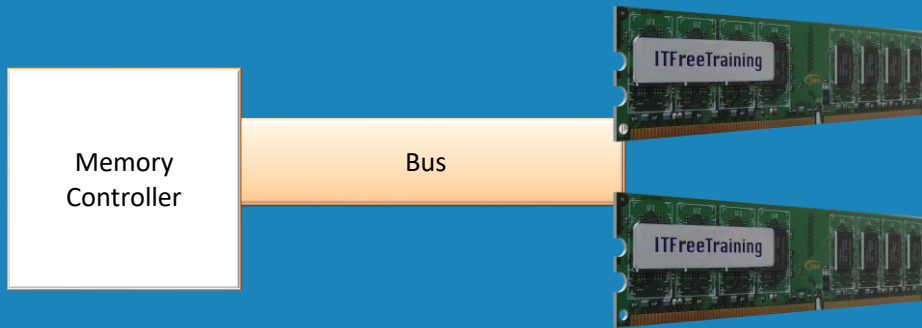 ITFreeTraining
Memory
Controller
Bus
ITFreeTraining